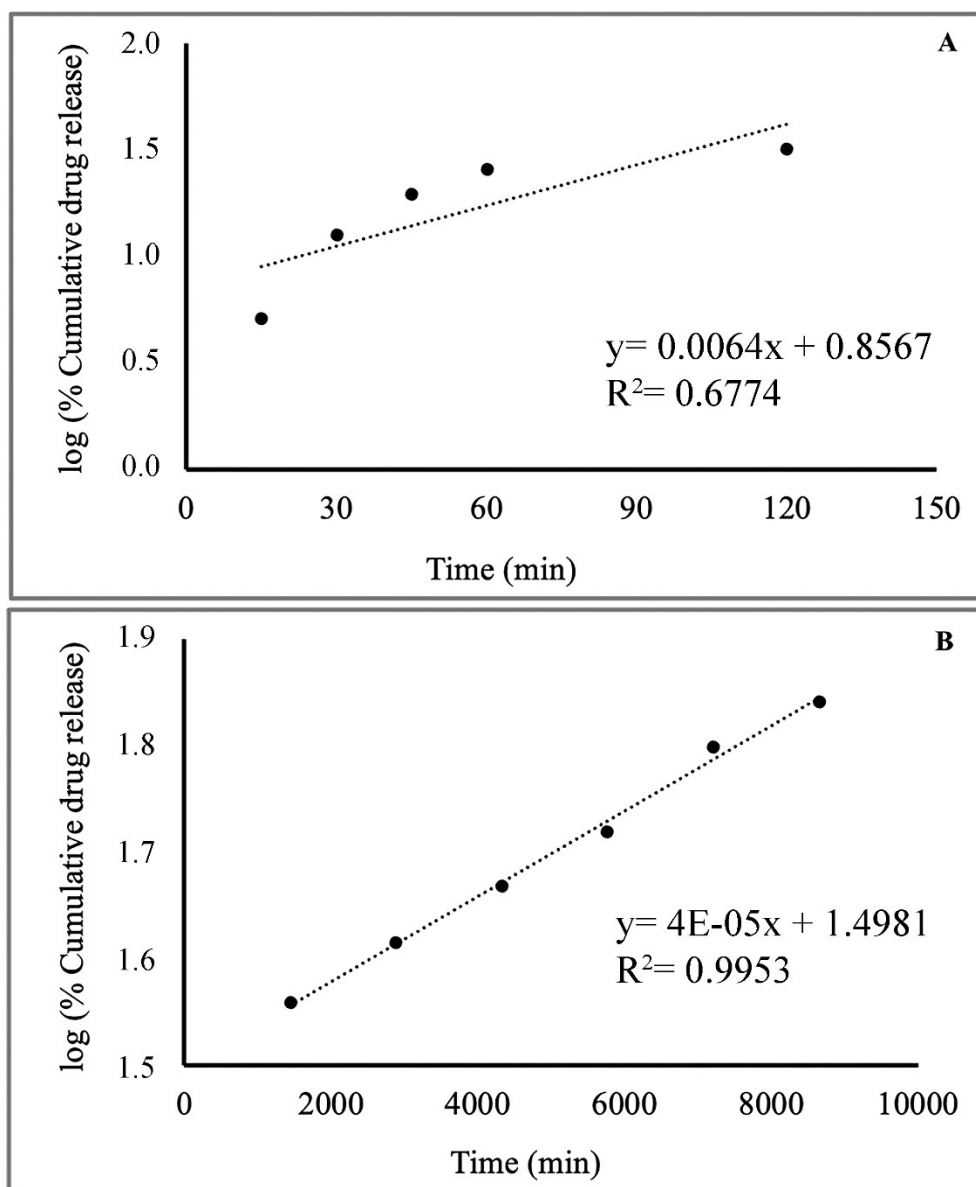 A
log (% Cumulative drug release)
2.0
1.5
1.0
0.5
0.0
y= 0.0064x + 0.8567
R²= 0.6774
0 30 60 90 120 150
Time (min)
B
log (% Cumulative drug release)
1.9
1.8
1.7
1.6
1.5
y= 4E-05x + 1.4981
R²= 0.9953
0 2000 4000 6000 8000 10000
Time (min)